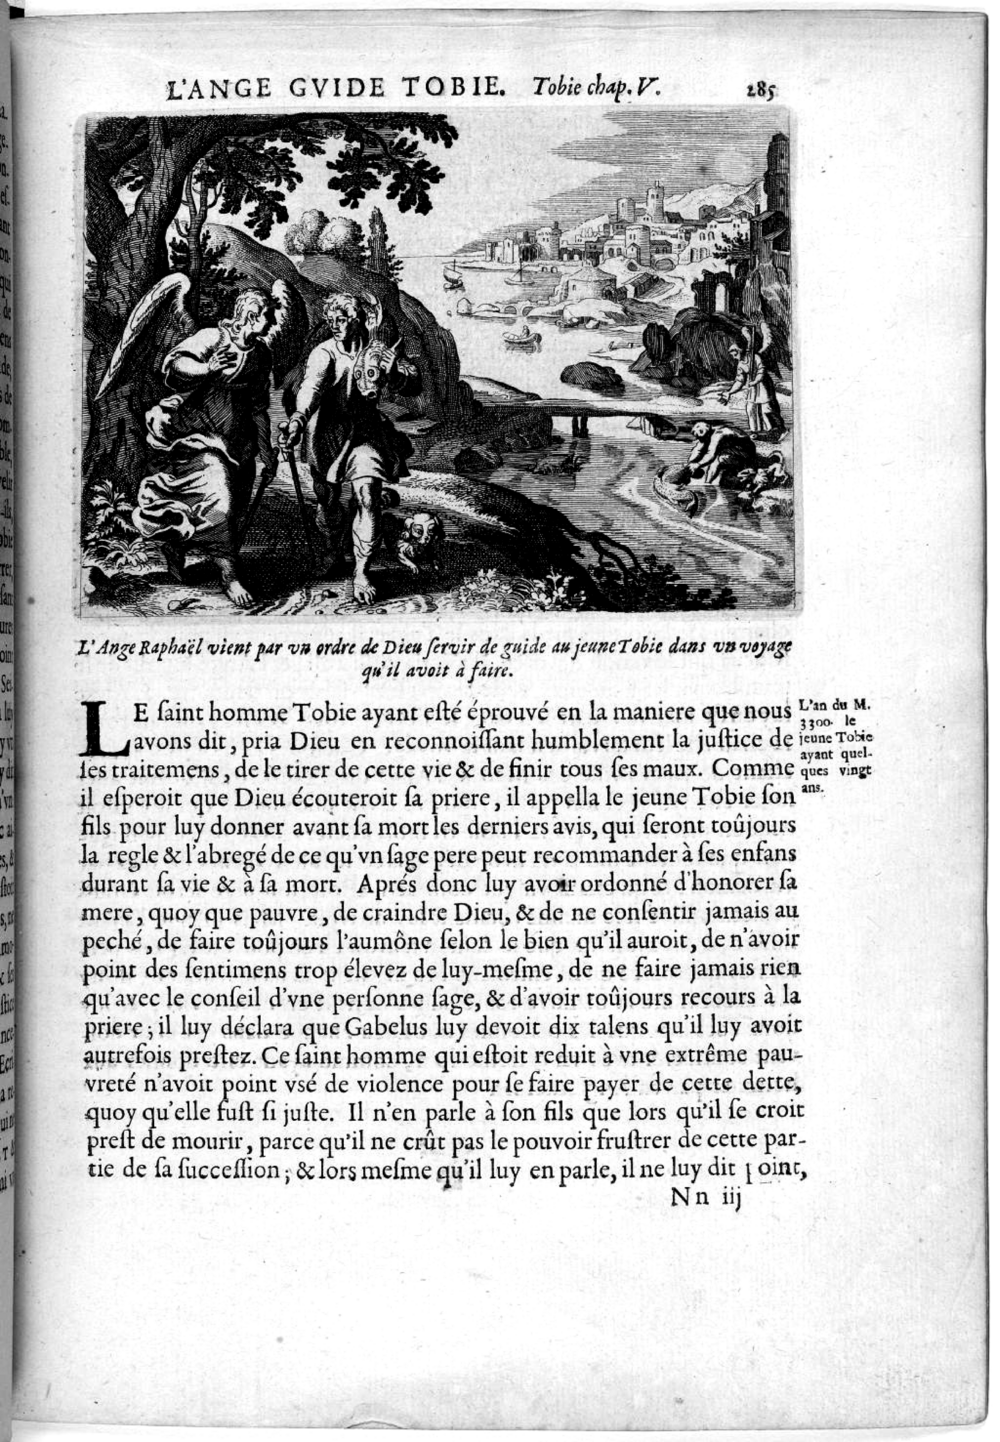 L'ANGE GVIDE TOBIE. Tobie chap. V. 285
L'Ange Raphaël vient par vn ordre de Dieu ſervir de guide au jeune Tobie dans vn voyage
qu'il avoit à faire.
LE ſaint homme Tobie ayant eſté éprouvé en la maniere que nous
avons dit, pria Dieu en reconnoiſſant humblement la juſtice de
ſes traitemens, de le tirer de cette vie & de finir tous ſes maux. Comme
il eſperoit que Dieu écouteroit ſa priere, il appella le jeune Tobie ſon
fils pour luy donner avant ſa mort les derniers avis, qui ſeront toûjours
la regle & l'abregé de ce qu'vn ſage pere peut recommander à ſes enfans
durant ſa vie & à ſa mort. Aprés donc luy avoir ordonné d'honorer ſa
mere, quoy que pauvre, de craindre Dieu, & de ne conſentir jamais au
peché, de faire toûjours l'aumône ſelon le bien qu'il auroit, de n'avoir
point des ſentimens trop élevez de luy-meſme, de ne faire jamais rien
qu'avec le conſeil d'vne perſonne ſage, & d'avoir toûjours recours à la
priere; il luy déclara que Gabelus luy devoit dix talens qu'il luy avoit
autrefois preſtez. Ce ſaint homme qui eſtoit reduit à vne extrême pau-
vreté n'avoit point vsé de violence pour ſe faire payer de cette dette,
quoy qu'elle fuſt ſi juſte. Il n'en parle à ſon fils que lors qu'il ſe croit
preſt de mourir, parce qu'il ne crût pas le pouvoir fruſtrer de cette par-
tie de ſa ſucceſſion; & lors meſme qu'il luy en parle, il ne luy dit point,
L'an du M.
3300. le
jeune Tobie
ayant quel-
ques vingt
ans.
Nn iij